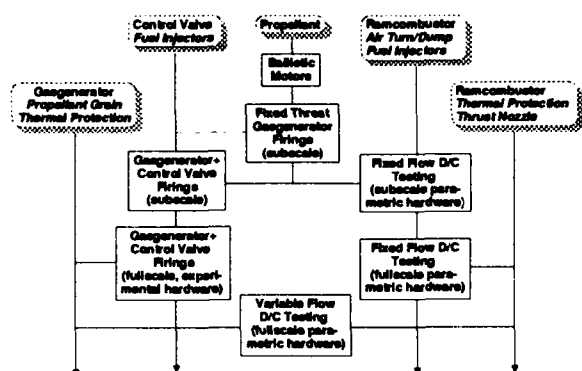 Control Valve
Fuel Injectors
Propellant
Ramcombustor
Air Turn/Dump
Fuel Injectors
Ballistic
Motors
Gasgenerator
Propellant Grain
Thermal Protection
Ramcombustor
Thermal Protection
Thrust Nozzle
Fixed Throat
Gasgenerator
Firings
(subscale)
Gasgenerator+
Control Valve
Firings
(subscale)
Fixed Flow D/C
Testing
(subscale para-
metric hardware)
Gasgenerator+
Control Valve
Firings
(fullscale, experi-
mental hardware)
Fixed Flow D/C
Testing
(fullscale para-
metric hardware)
Variable Flow
D/C Testing
(fullscale para-
metric hardware)